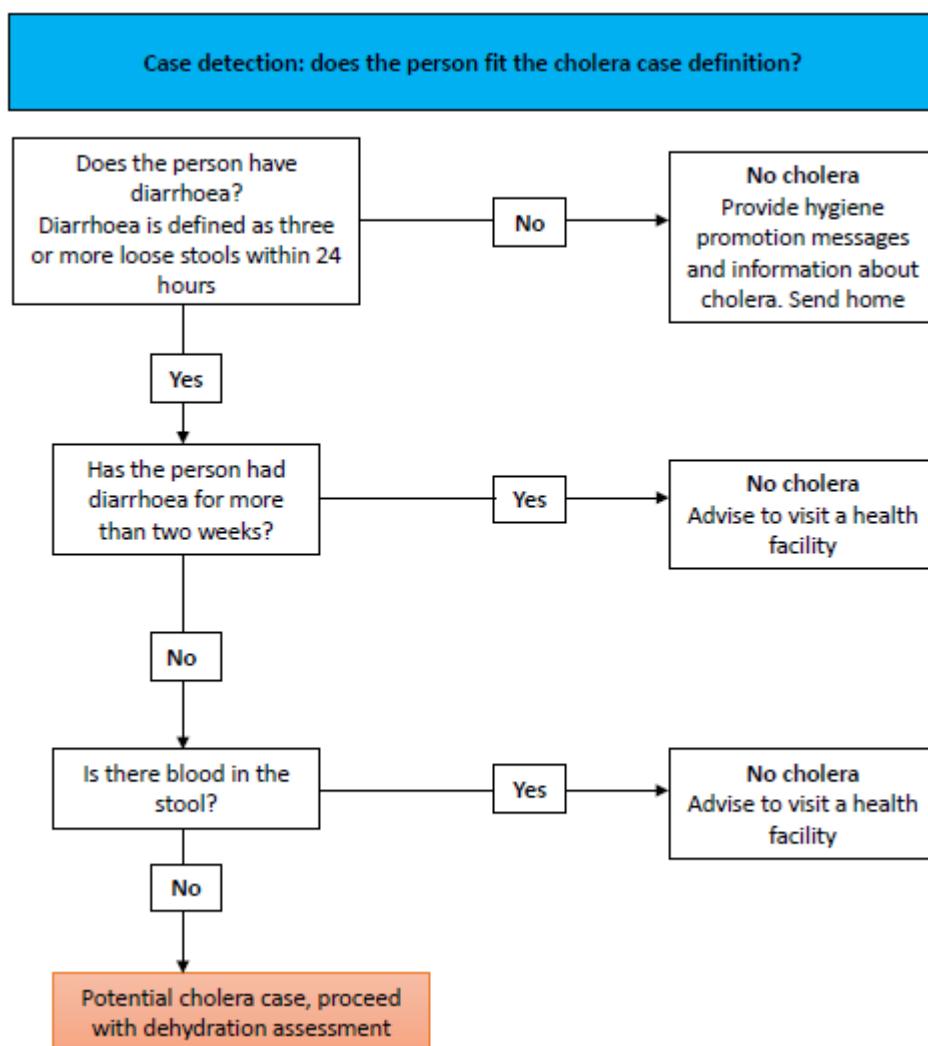 Case detection: does the person fit the cholera case definition?
Does the person have
diarrhoea?
Diarrhoea is defined as three
or more loose stools within 24
hours
No
No cholera
Provide hygiene
promotion messages
and information about
cholera. Send home
Yes
Has the person had
diarrhoea for more
than two weeks?
Yes
No cholera
Advise to visit a health
facility
No
Is there blood in the
stool?
Yes
No cholera
Advise to visit a health
facility
No
Potential cholera case, proceed
with dehydration assessment